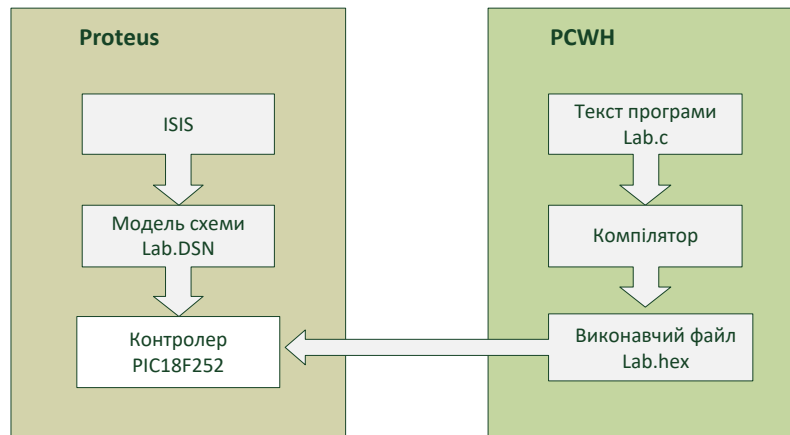 Proteus
ISIS
Модель схеми
Lab.DSN
Контролер
PIC18F252
PCWH
Текст програми
Lab.c
Компілятор
Виконавчий файл
Lab.hex